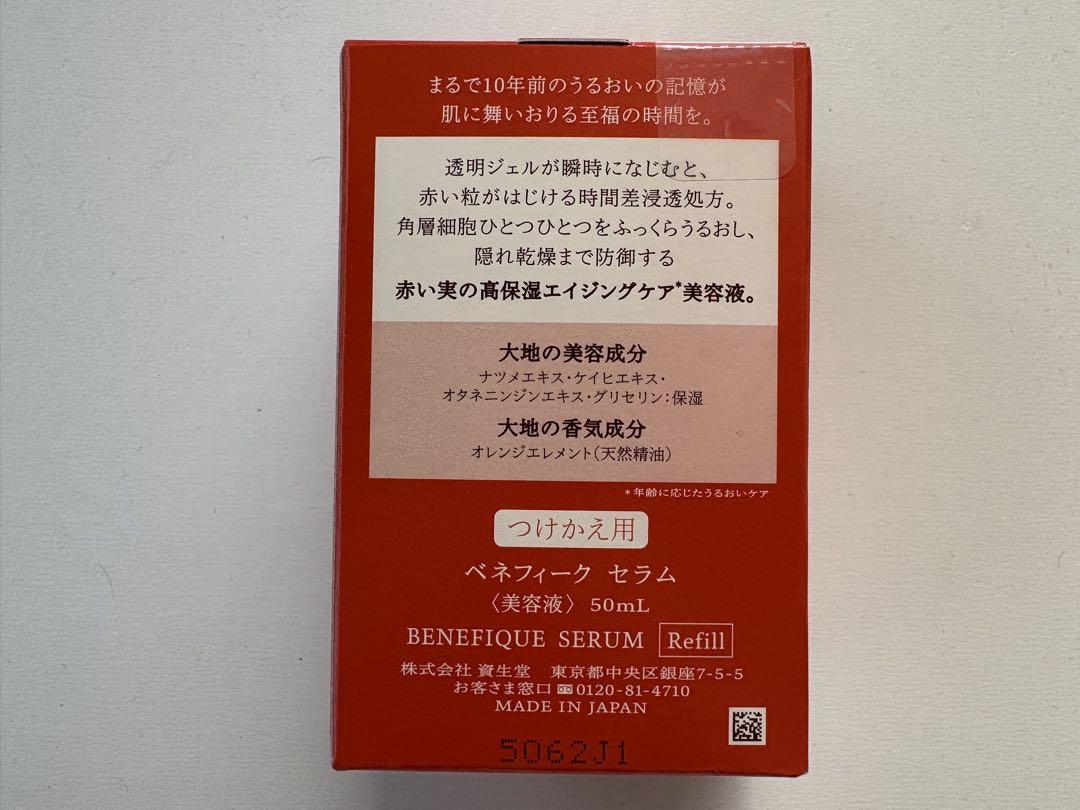 まるで10年前のうるおいの記憶が
肌に舞いおりる至福の時間を。
透明ジェルが瞬時になじむと、
赤い粒がはじける時間差浸透処方。
角層細胞ひとつひとつをふっくらうるおし、
隠れ乾燥まで防御する
赤い実の高保湿エイジングケア*美容液。
大地の美容成分
ナツメエキス・ケイヒエキス・
オタネニンジンエキス・グリセリン：保湿
大地の香気成分
オレンジエレメント（天然精油）
*年齢に応じたうるおいケア
つけかえ用
ベネフィーク セラム
〈美容液〉 50mL
BENEFIQUE SERUM Refill
株式会社 資生堂 東京都中央区銀座7-5-5
お客さま窓口 0120-81-4710
MADE IN JAPAN
5062J1